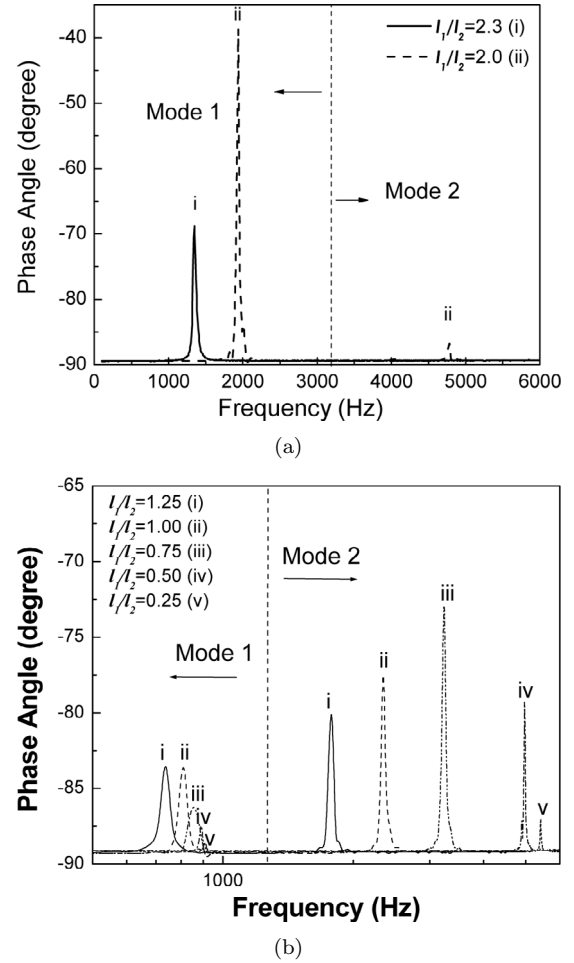 -35
-40
-50
-60
-70
-80
-90
Phase Angle (degree)
ii
l₁/l₂=2.3 (i)
l₁/l₂=2.0 (ii)
Mode 1
Mode 2
i
ii
0 1000 2000 3000 4000 5000 6000
Frequency (Hz)
(a)
-65
-70
-75
-80
-85
-90
Phase Angle (degree)
l₁/l₂=1.25 (i)
l₁/l₂=1.00 (ii)
l₁/l₂=0.75 (iii)
l₁/l₂=0.50 (iv)
l₁/l₂=0.25 (v)
Mode 2
Mode 1
i
ii
iii
iv
v
i
ii
iii
iv
v
1000
Frequency (Hz)
(b)